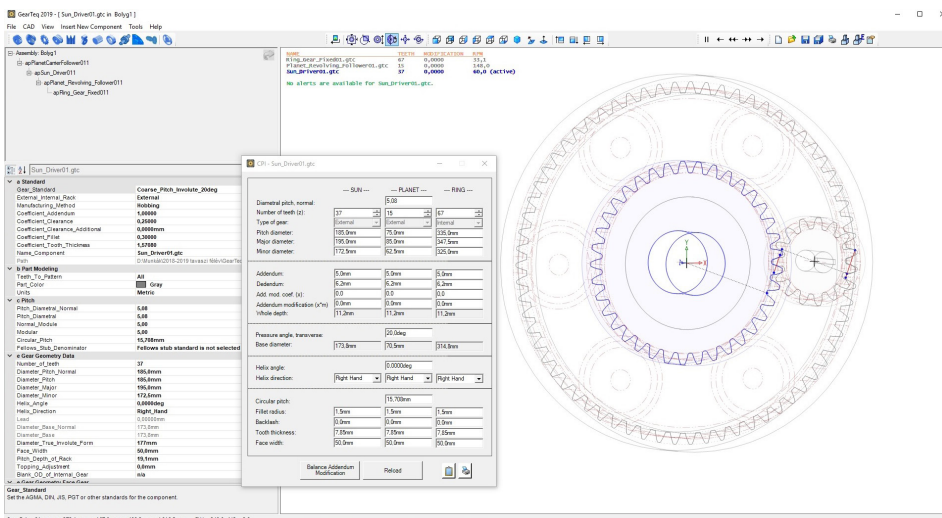 GearTeq 2019 - [ Sun_Driver01.gtc in Bolyg1 ]
File CAD View Insert New Component Tools Help
Assembly: Bolyg1
apPlanetCarrierFollower011
apSun_Driver011
apPlanet_Revolving_Follower011
apRing_Gear_Fixed011
NAME TEETH MODIFICATION RPM
Ring_Gear_Fixed01.gtc 67 0,0000 33,1
Planet_Revolving_Follower01.gtc 15 0,0000 148,0
Sun_Driver01.gtc 37 0,0000 60,0 (active)
No alerts are available for Sun_Driver01.gtc.
Sun_Driver01.gtc
a Standard
Gear_Standard Coarse_Pitch_Involute_20deg
External_Internal_Rack External
Manufacturing_Method Hobbing
Coefficient_Addendum 1,00000
Coefficient_Clearance 0,25000
Coefficient_Clearance_Additional 0,0000mm
Coefficient_Fillet 0,30000
Coefficient_Tooth_Thickness 1,57080
Name_Component Sun_Driver01.gtc
Path
b Part Modeling
Teeth_To_Pattern All
Part_Color Gray
Units Metric
c Pitch
Pitch_Diametral_Normal 5,08
Pitch_Diametral 5,08
Normal_Module 5,00
Modular 5,00
Circular_Pitch 15,708mm
Fellows_Stub_Denominator Fellows stub standard is not selected
e Gear Geometry Data
Number_of_teeth 37
Diameter_Pitch_Normal 185,0mm
Diameter_Pitch 185,0mm
Diameter_Major 195,0mm
Diameter_Minor 172,5mm
Helix_Angle 0,0000deg
Helix_Direction Right_Hand
Lead 0,00000mm
Diameter_Base_Normal 173,8mm
Diameter_Base 173,8mm
Diameter_True_Involute_Form 177mm
Face_Width 50,0mm
Pitch_Depth_of_Rack 19,1mm
Topping_Adjustment 0,0mm
Blank_OD_of_Internal_Gear n/a
e Gear Geometry Face Gear
Gear_Standard
Set the AGMA, DIN, JIS, PGT or other standards for the component.
CPI - Sun_Driver01.gtc
--- SUN --- --- PLANET --- --- RING ---
Diametral pitch, normal: 5,08
Number of teeth (z): 37 15 67
Type of gear: External External Internal
Pitch diameter: 185,0mm 75,0mm 335,0mm
Major diameter: 195,0mm 85,0mm 347,5mm
Minor diameter: 172,5mm 62,5mm 325,0mm
Addendum: 5,0mm 5,0mm 5,0mm
Dedendum: 6,2mm 6,2mm 6,2mm
Add. mod. coef. (x): 0,0 0,0 0,0
Addendum modification (x*m) 0,0mm 0,0mm 0,0mm
Whole depth: 11,2mm 11,2mm 11,2mm
Pressure angle, transverse: 20,0deg
Base diameter: 173,8mm 70,5mm 314,8mm
Helix angle: 0,0000deg
Helix direction: Right Hand Right Hand Right Hand
Circular pitch: 15,708mm
Fillet radius: 1,5mm 1,5mm 1,5mm
Backlash: 0,0mm 0,0mm 0,0mm
Tooth thickness: 7,85mm 7,85mm 7,85mm
Face width: 50,0mm 50,0mm 50,0mm
Balance Addendum
Modification
Reload
Y
X